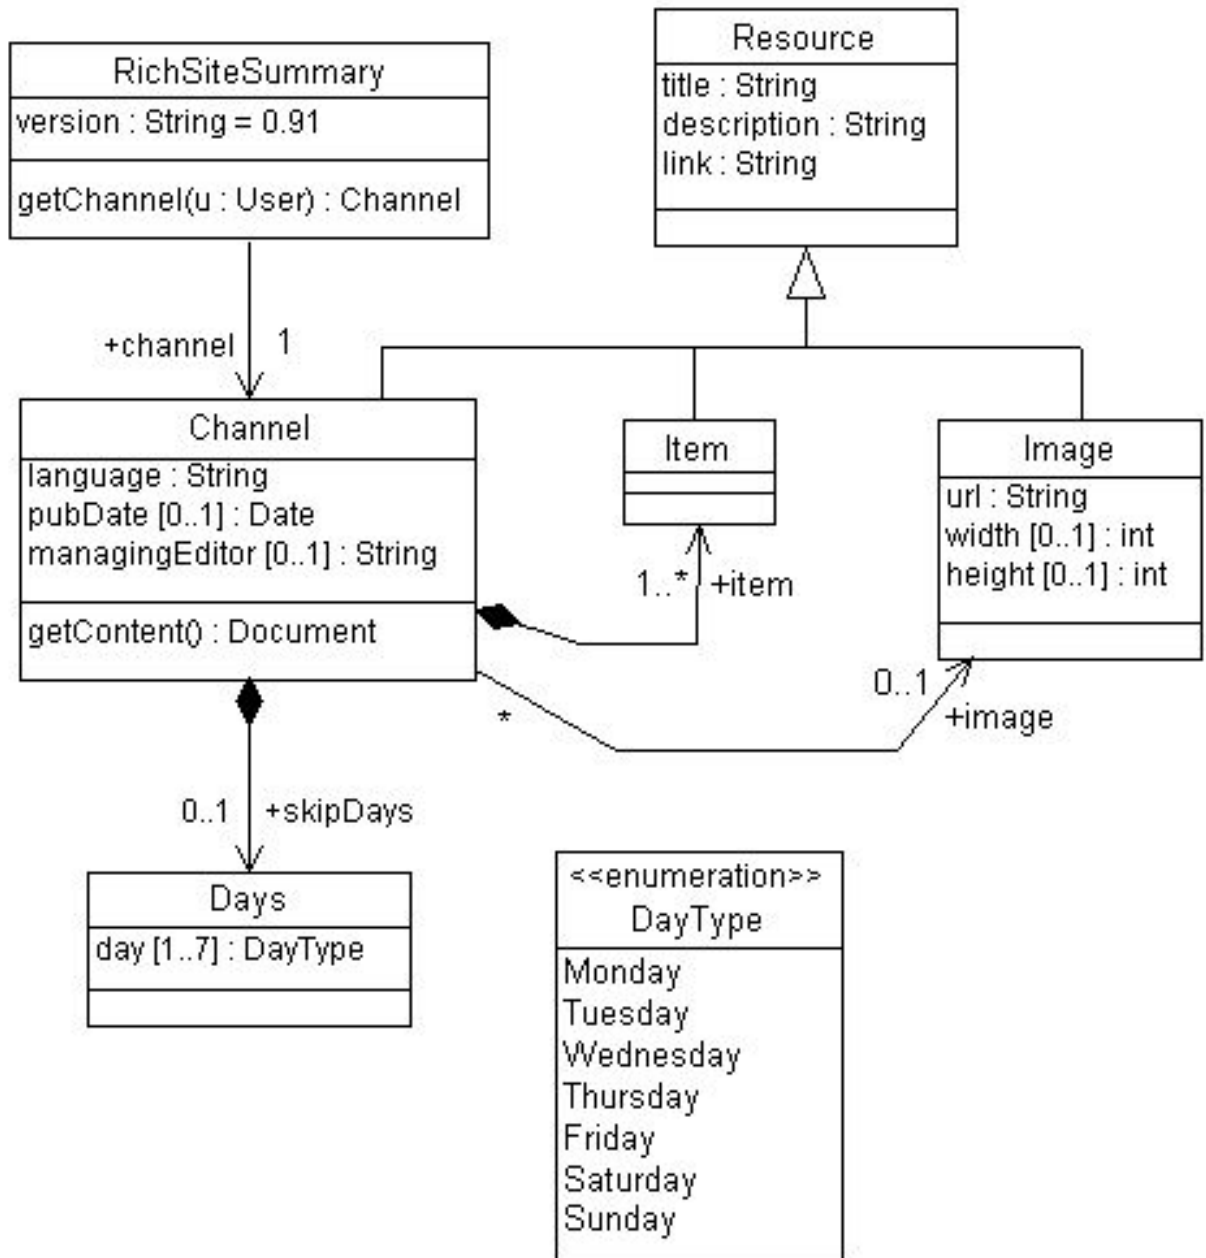 RichSiteSummary
version : String = 0.91
getChannel(u : User) : Channel
Resource
title : String
description : String
link : String
+channel
1
Channel
language : String
pubDate [0..1] : Date
managingEditor [0..1] : String
getContent() : Document
Item
1..*
+item
Image
url : String
width [0..1] : int
height [0..1] : int
*
0..1
+image
0..1
+skipDays
Days
day [1..7] : DayType
<<enumeration>>
DayType
Monday
Tuesday
Wednesday
Thursday
Friday
Saturday
Sunday